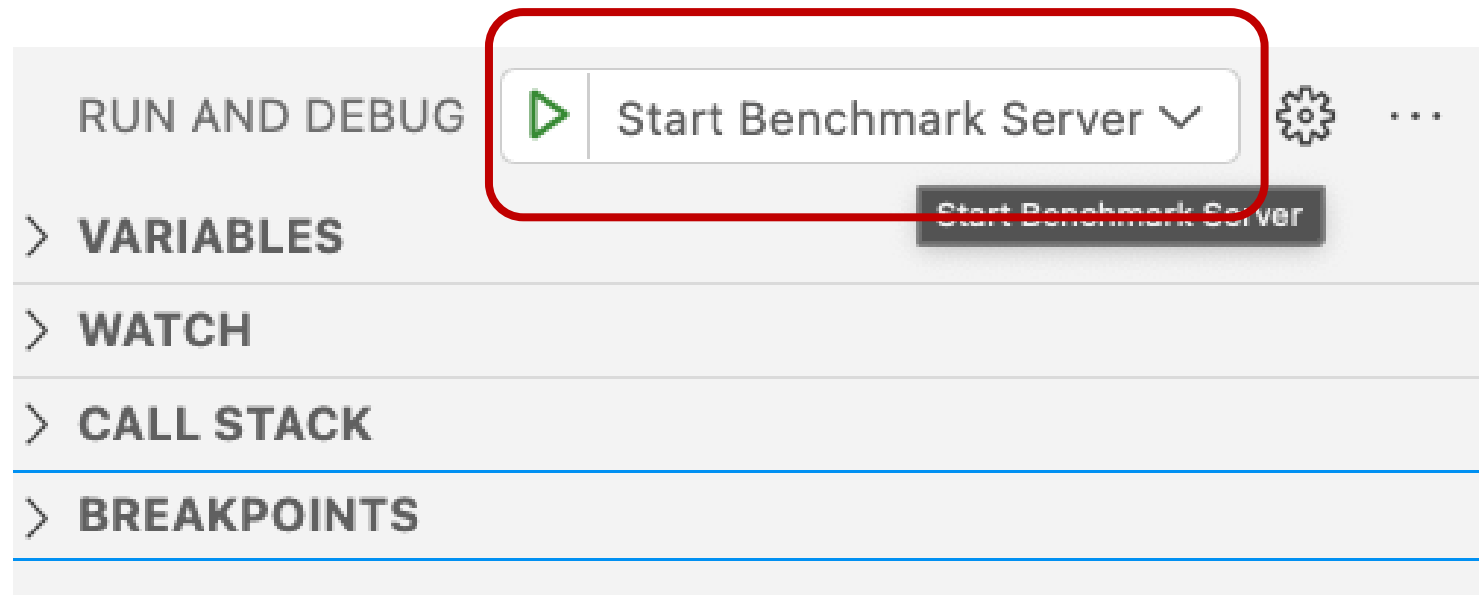 RUN AND DEBUG Start Benchmark Server ...
Start Benchmark Server
VARIABLES
WATCH
CALL STACK
BREAKPOINTS